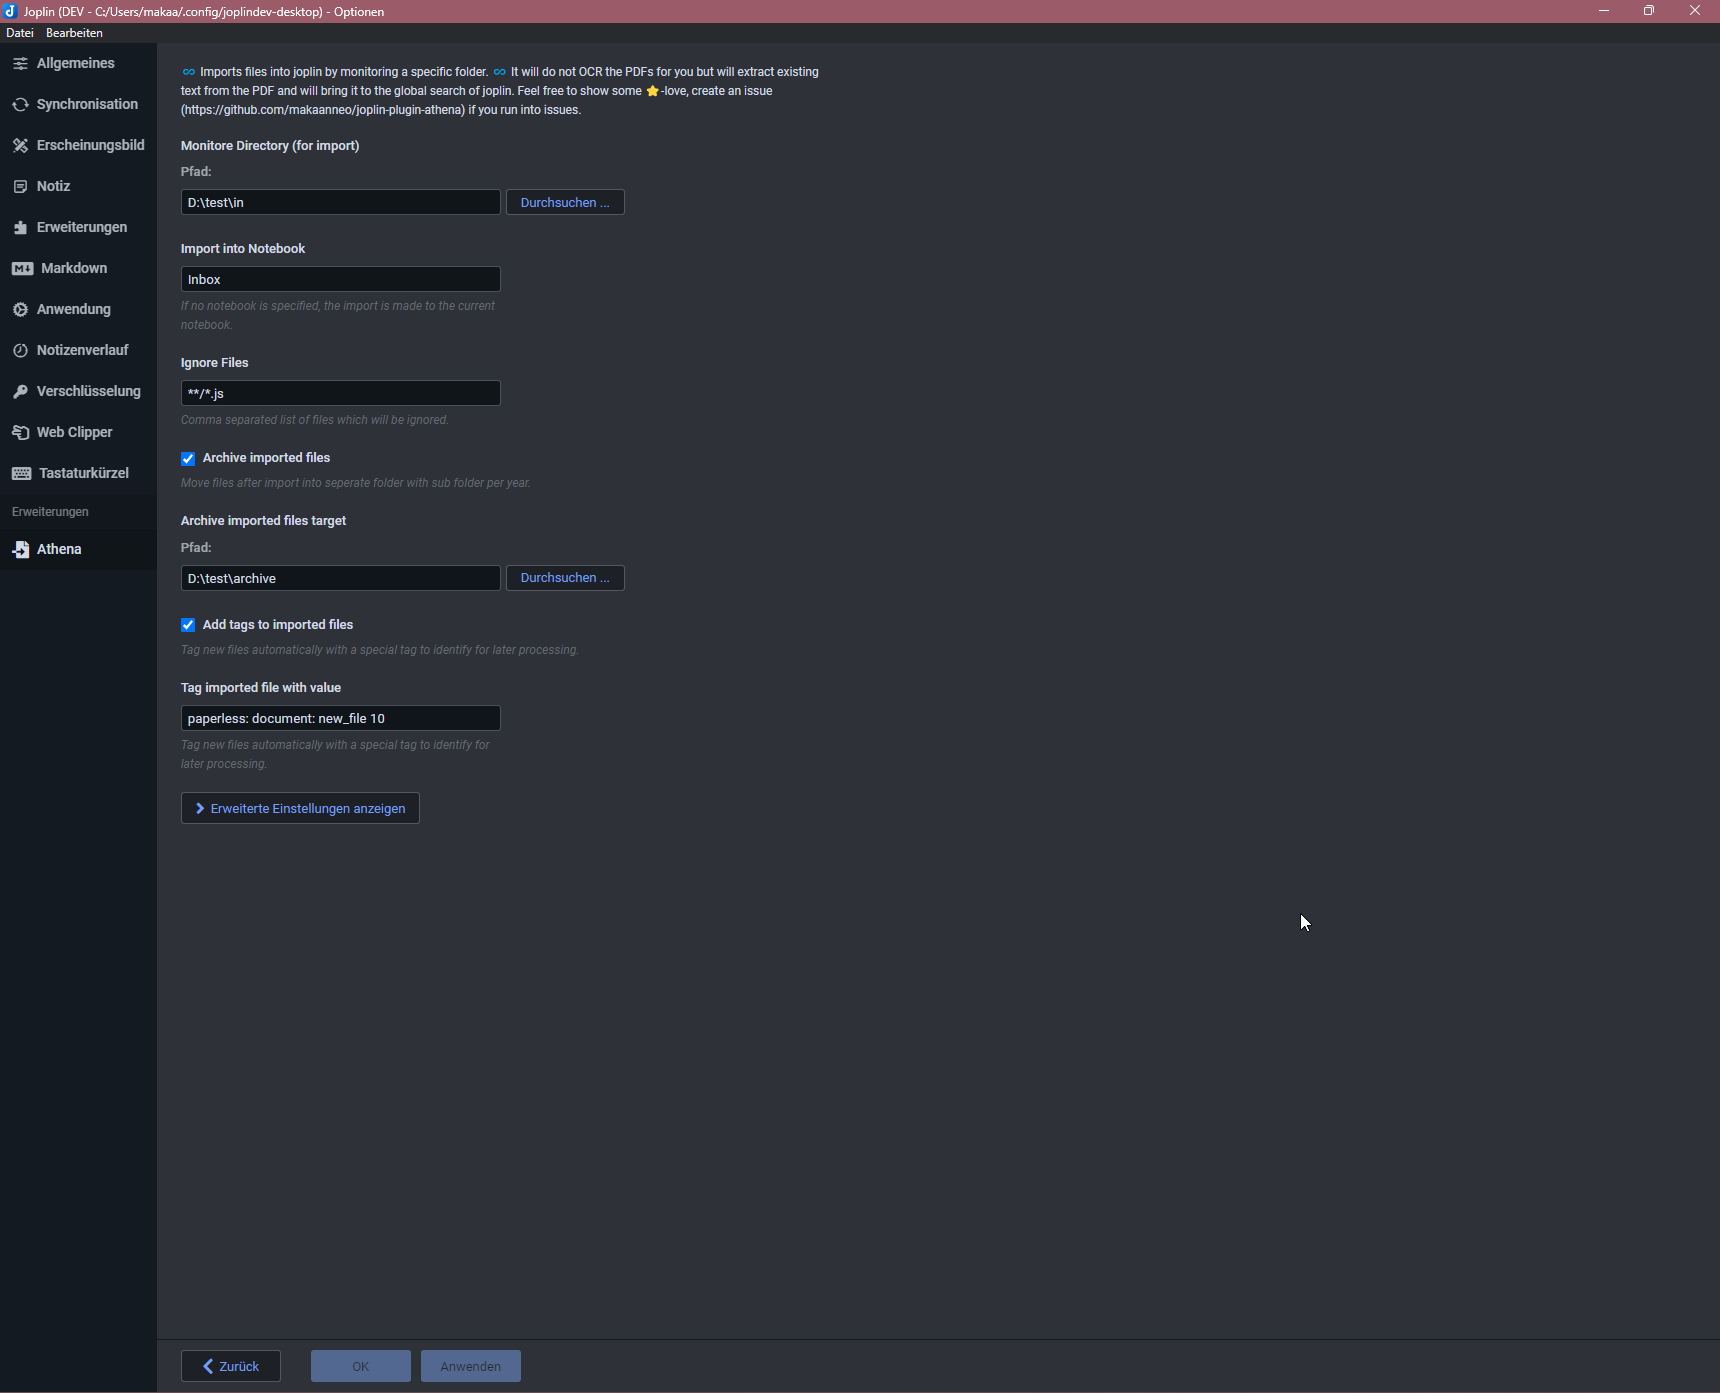 Joplin (DEV - C:/Users/makaa/.config/joplindev-desktop) - Optionen
Datei Bearbeiten
Allgemeines
Synchronisation
Erscheinungsbild
Notiz
Erweiterungen
Markdown
Anwendung
Notizenverlauf
Verschlüsselung
Web Clipper
Tastaturkürzel
Erweiterungen
Athena
♾ Imports files into joplin by monitoring a specific folder. ♾ It will do not OCR the PDFs for you but will extract existing
text from the PDF and will bring it to the global search of joplin. Feel free to show some ⭐-love, create an issue
(https://github.com/makaanneo/joplin-plugin-athena) if you run into issues.
Monitore Directory (for import)
Pfad:
D:\test\in
Durchsuchen ...
Import into Notebook
Inbox
If no notebook is specified, the import is made to the current
notebook.
Ignore Files
**/*.js
Comma separated list of files which will be ignored.
Archive imported files
Move files after import into seperate folder with sub folder per year.
Archive imported files target
Pfad:
D:\test\archive
Durchsuchen ...
Add tags to imported files
Tag new files automatically with a special tag to identify for later processing.
Tag imported file with value
paperless: document: new_file 10
Tag new files automatically with a special tag to identify for
later processing.
Erweiterte Einstellungen anzeigen
Zurück
OK
Anwenden